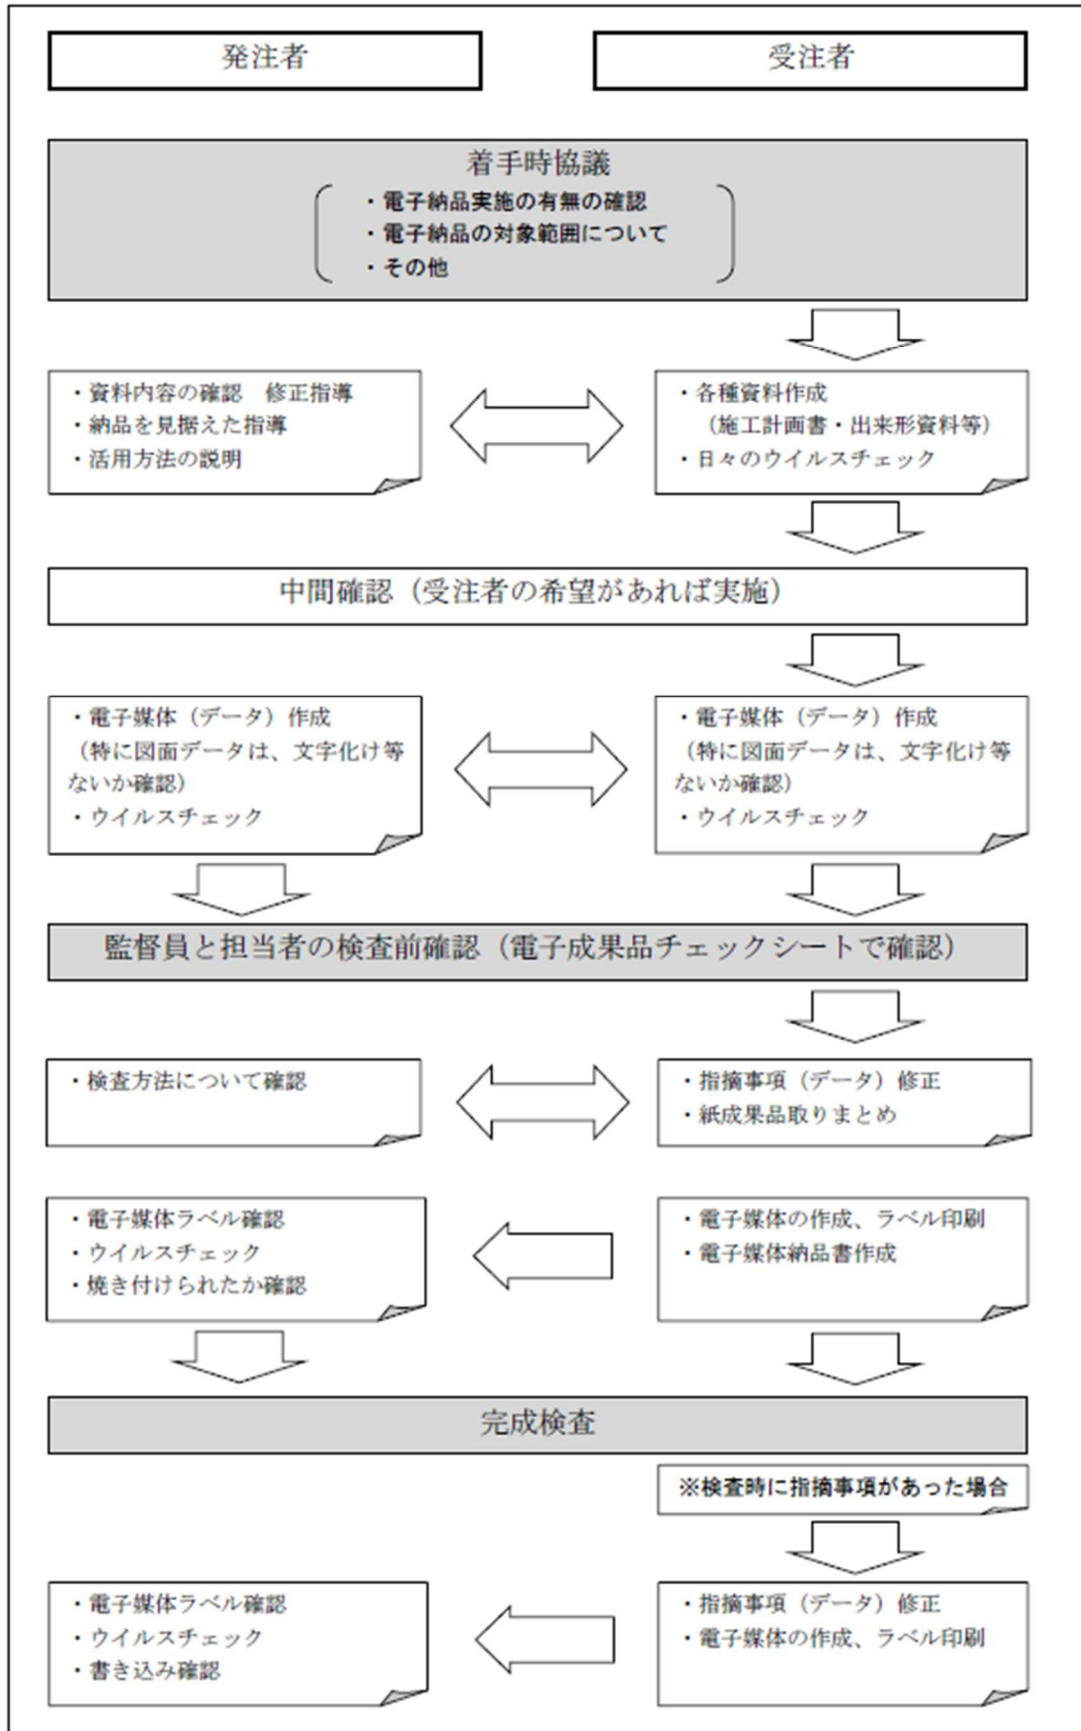 発注者
受注者
着手時協議
・電子納品実施の有無の確認
・電子納品の対象範囲について
・その他
・資料内容の確認　修正指導
・納品を見据えた指導
・活用方法の説明
・各種資料作成
（施工計画書・出来形資料等）
・日々のウイルスチェック
中間確認（受注者の希望があれば実施）
・電子媒体（データ）作成
（特に図面データは、文字化け等
ないか確認）
・ウイルスチェック
・電子媒体（データ）作成
（特に図面データは、文字化け等
ないか確認）
・ウイルスチェック
監督員と担当者の検査前確認（電子成果品チェックシートで確認）
・検査方法について確認
・指摘事項（データ）修正
・紙成果品取りまとめ
・電子媒体ラベル確認
・ウイルスチェック
・焼き付けられたか確認
・電子媒体の作成、ラベル印刷
・電子媒体納品書作成
完成検査
※検査時に指摘事項があった場合
・電子媒体ラベル確認
・ウイルスチェック
・書き込み確認
・指摘事項（データ）修正
・電子媒体の作成、ラベル印刷